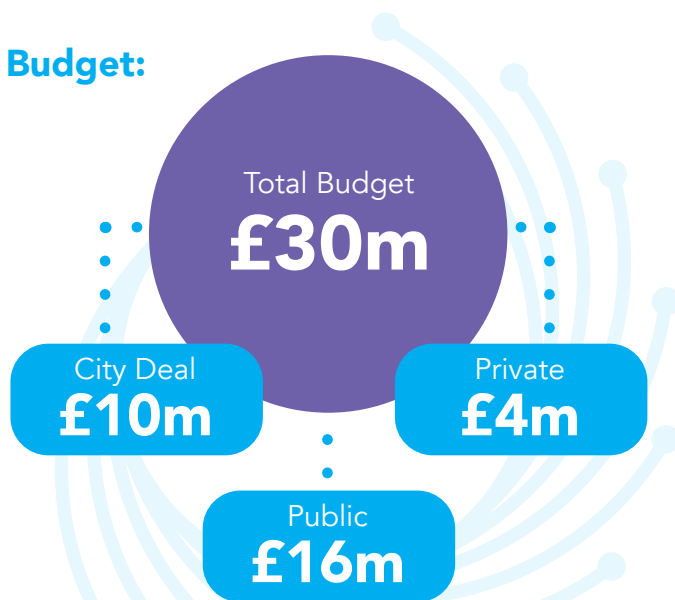 Budget:
Total Budget
£30m
City Deal
£10m
Private
£4m
Public
£16m